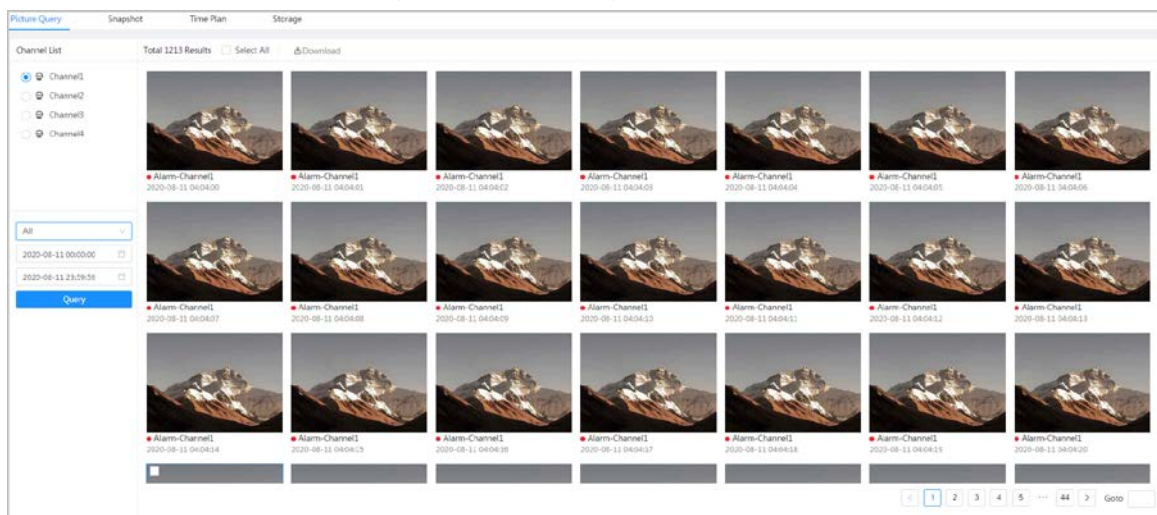 Picture Query Snapshot Time Plan Storage
Channel List Total 1213 Results Select All Download
Channel1
Channel2
Channel3
Channel4
Alarm-Channel1 Alarm-Channel1 Alarm-Channel1 Alarm-Channel1 Alarm-Channel1 Alarm-Channel1 Alarm-Channel1
2020-08-11 04:04:00 2020-08-11 04:04:01 2020-08-11 04:04:02 2020-08-11 04:04:03 2020-08-11 04:04:04 2020-08-11 04:04:05 2020-08-11 04:04:06
All
2020-08-11 00:00:00
2020-08-11 23:59:59
Query
Alarm-Channel1 Alarm-Channel1 Alarm-Channel1 Alarm-Channel1 Alarm-Channel1 Alarm-Channel1 Alarm-Channel1
2020-08-11 04:04:07 2020-08-11 04:04:08 2020-08-11 04:04:09 2020-08-11 04:04:10 2020-08-11 04:04:11 2020-08-11 04:04:12 2020-08-11 04:04:13
Alarm-Channel1 Alarm-Channel1 Alarm-Channel1 Alarm-Channel1 Alarm-Channel1 Alarm-Channel1 Alarm-Channel1
2020-08-11 04:04:14 2020-08-11 04:04:15 2020-08-11 04:04:16 2020-08-11 04:04:17 2020-08-11 04:04:18 2020-08-11 04:04:19 2020-08-11 04:04:20
< 1 2 3 4 5 ··· 44 > Goto